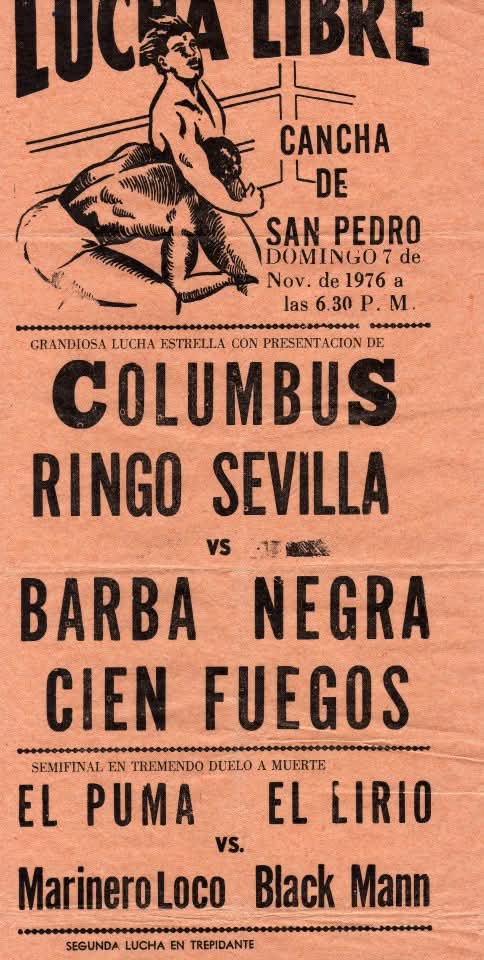 LUCHA LIBRE
CANCHA
DE
SAN PEDRO
DOMINGO 7 de
Nov. de 1976 a
las 6.30 P. M.
GRANDIOSA LUCHA ESTRELLA CON PRESENTACION DE
COLUMBUS
RINGO SEVILLA
VS
BARBA NEGRA
CIEN FUEGOS
SEMIFINAL EN TREMENDO DUELO A MUERTE
EL PUMA EL LIRIO
VS.
Marinero Loco Black Mann
SEGUNDA LUCHA EN TREPIDANTE